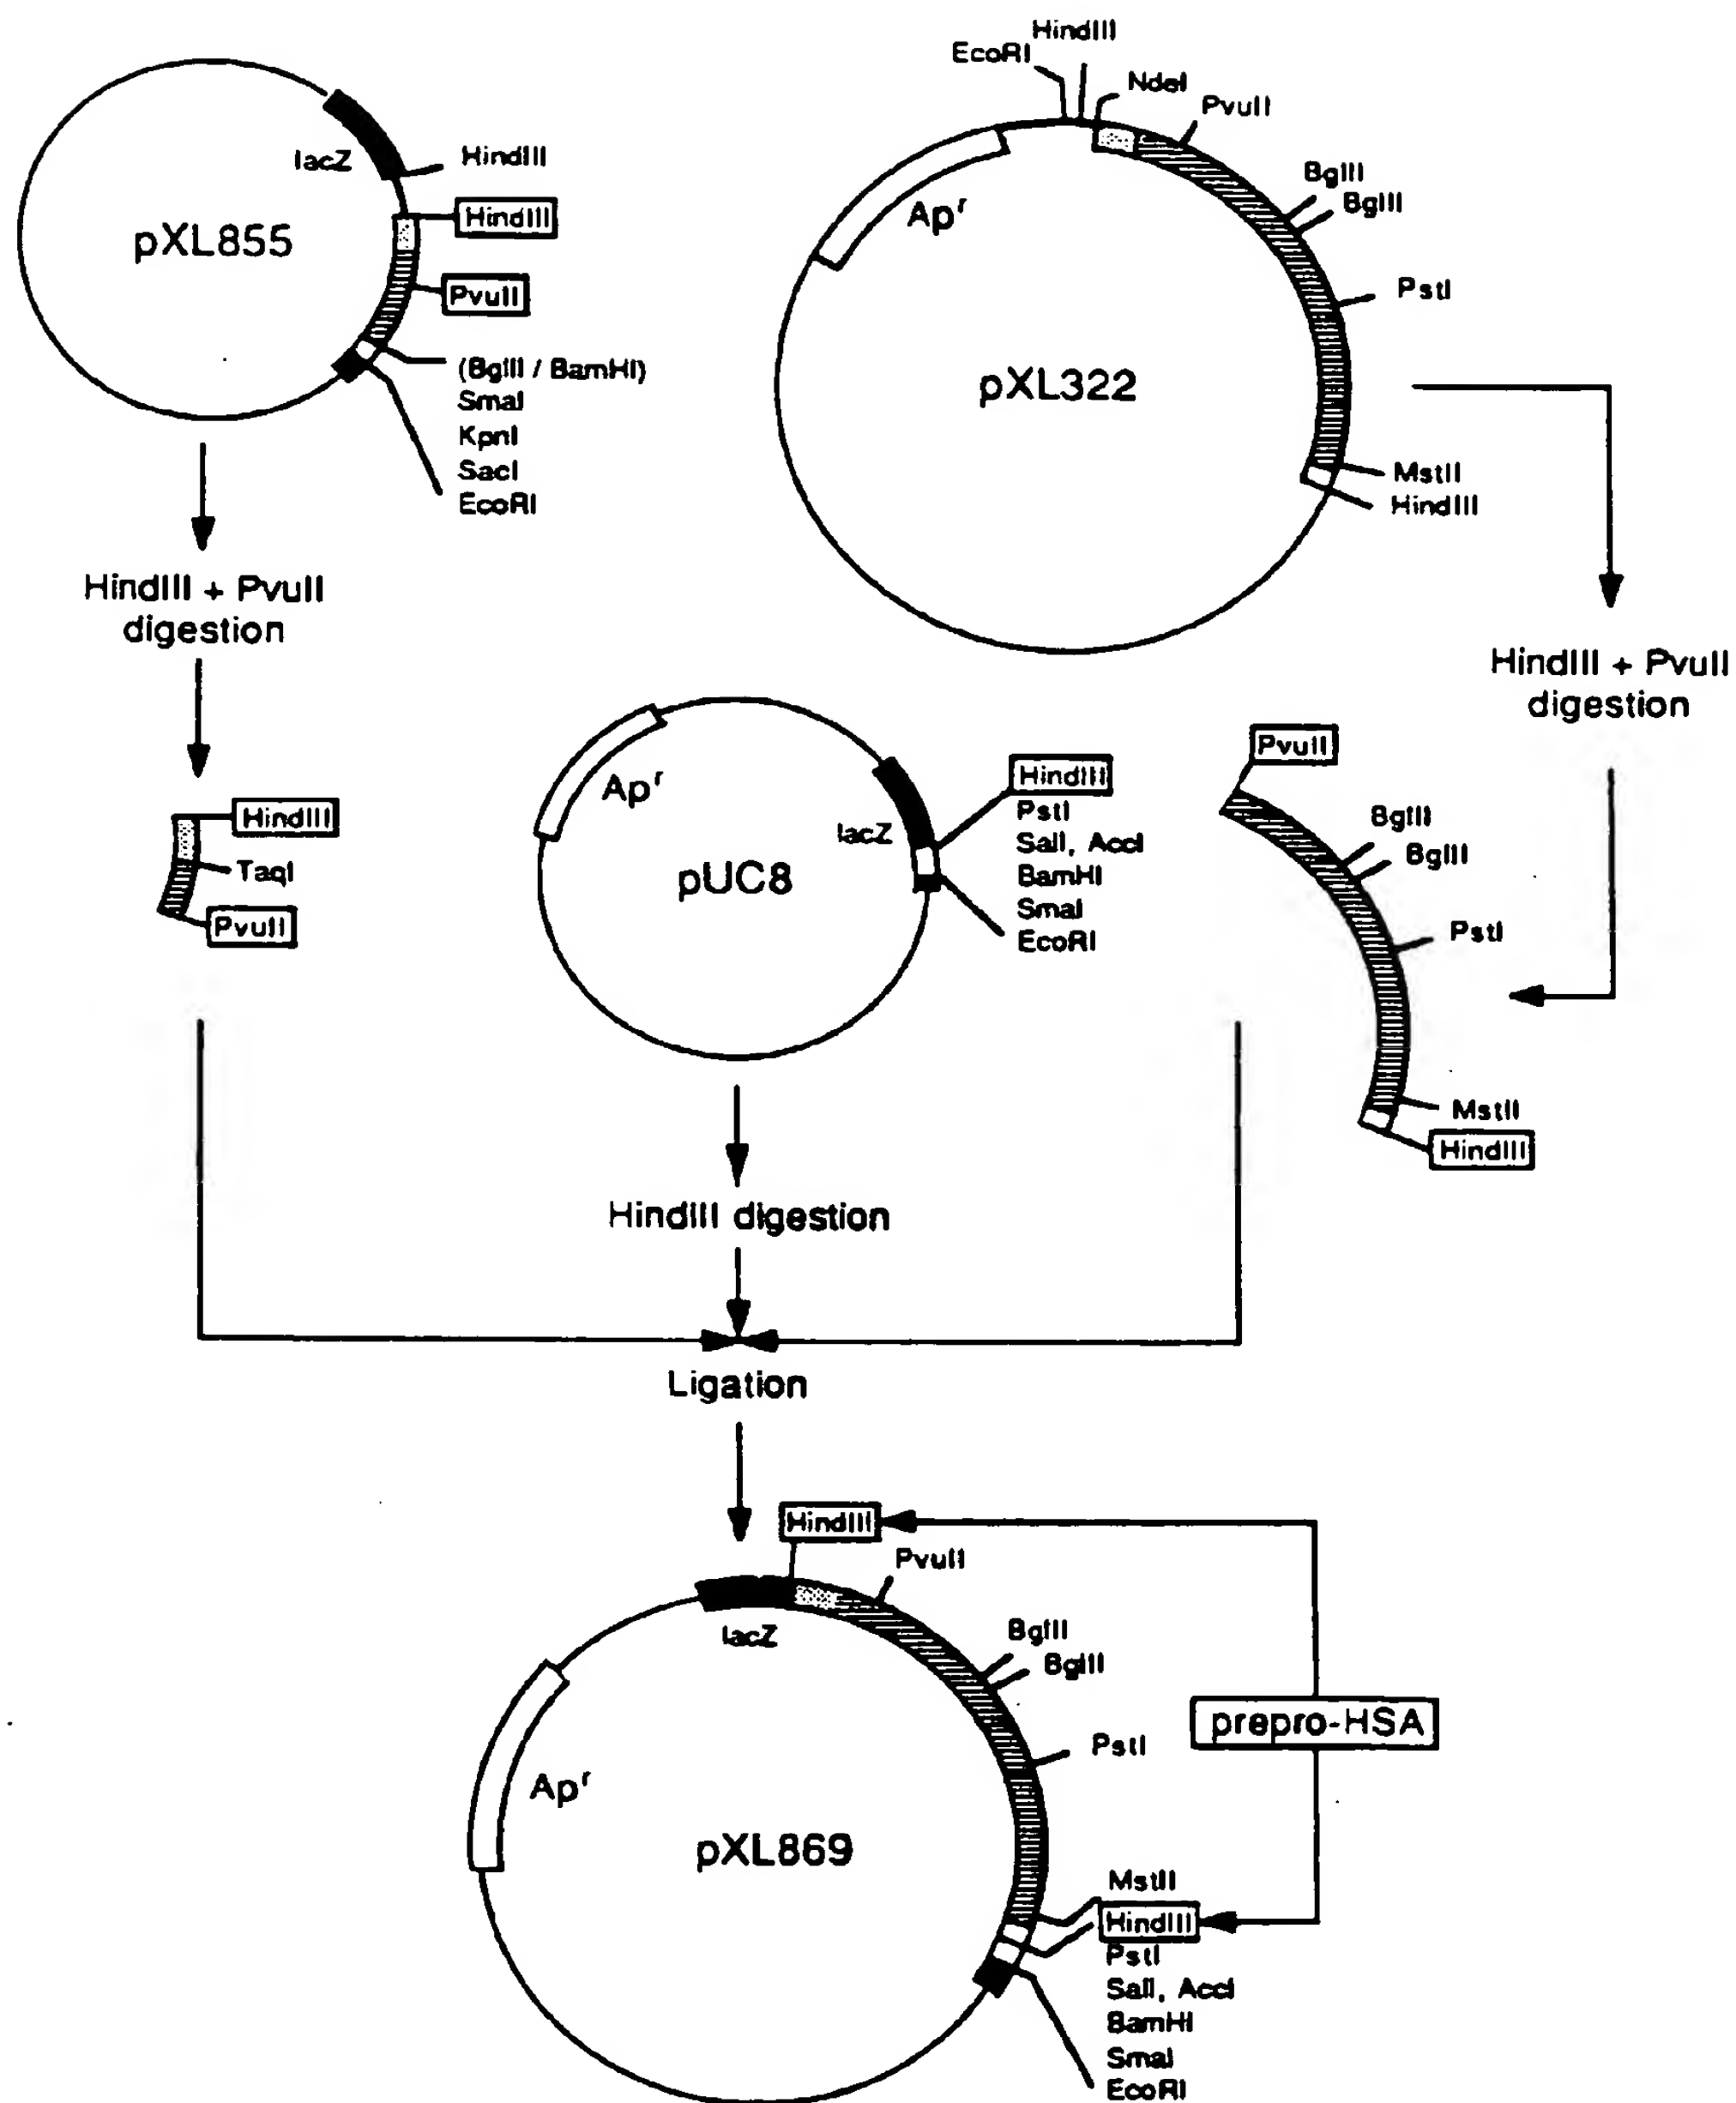 HindIII
EcoRI
NdeI
PvuII
lacZ
HindIII
HindIII
pXL855
PvuII
(BglII / BamHI)
SmaI
KpnI
SacI
EcoRI
Apʳ
BglII
BglII
PstI
pXL322
MstII
HindIII
HindIII + PvuII
digestion
HindIII + PvuII
digestion
HindIII
TaqI
PvuII
Apʳ
lacZ
pUC8
HindIII
PstI
SalI, AccI
BamHI
SmaI
EcoRI
PvuII
BglII
BglII
PstI
MstII
HindIII
HindIII digestion
Ligation
HindIII
PvuII
lacZ
BglII
BglII
prepro-HSA
PstI
Apʳ
pXL869
MstII
HindIII
PstI
SalI, AccI
BamHI
SmaI
EcoRI